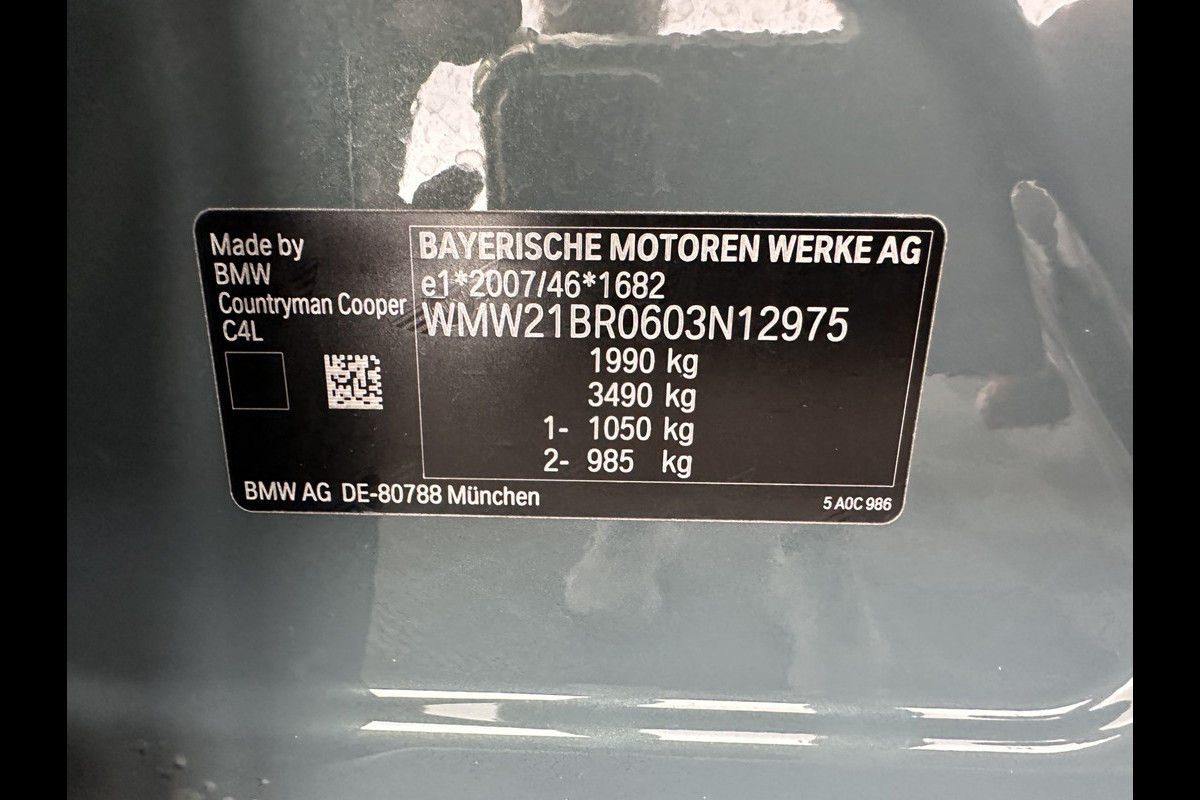 Made by
BMW
Countryman Cooper
C4L
BAYERISCHE MOTOREN WERKE AG
e1*2007/46*1682
WMW21BR0603N12975
1990 kg
3490 kg
1- 1050 kg
2- 985 kg
BMW AG DE-80788 München
5 A0C 986